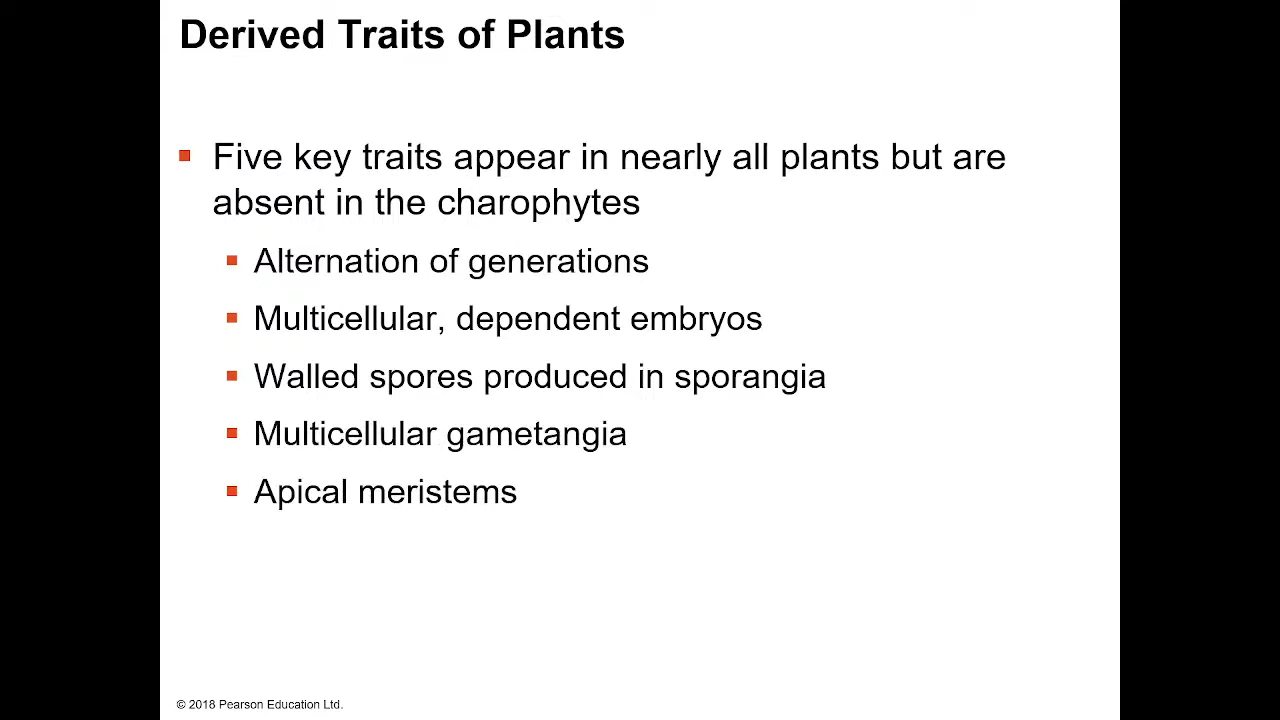 Derived Traits of Plants
Five key traits appear in nearly all plants but are
absent in the charophytes
Alternation of generations
Multicellular, dependent embryos
Walled spores produced in sporangia
Multicellular gametangia
Apical meristems
© 2018 Pearson Education Ltd.